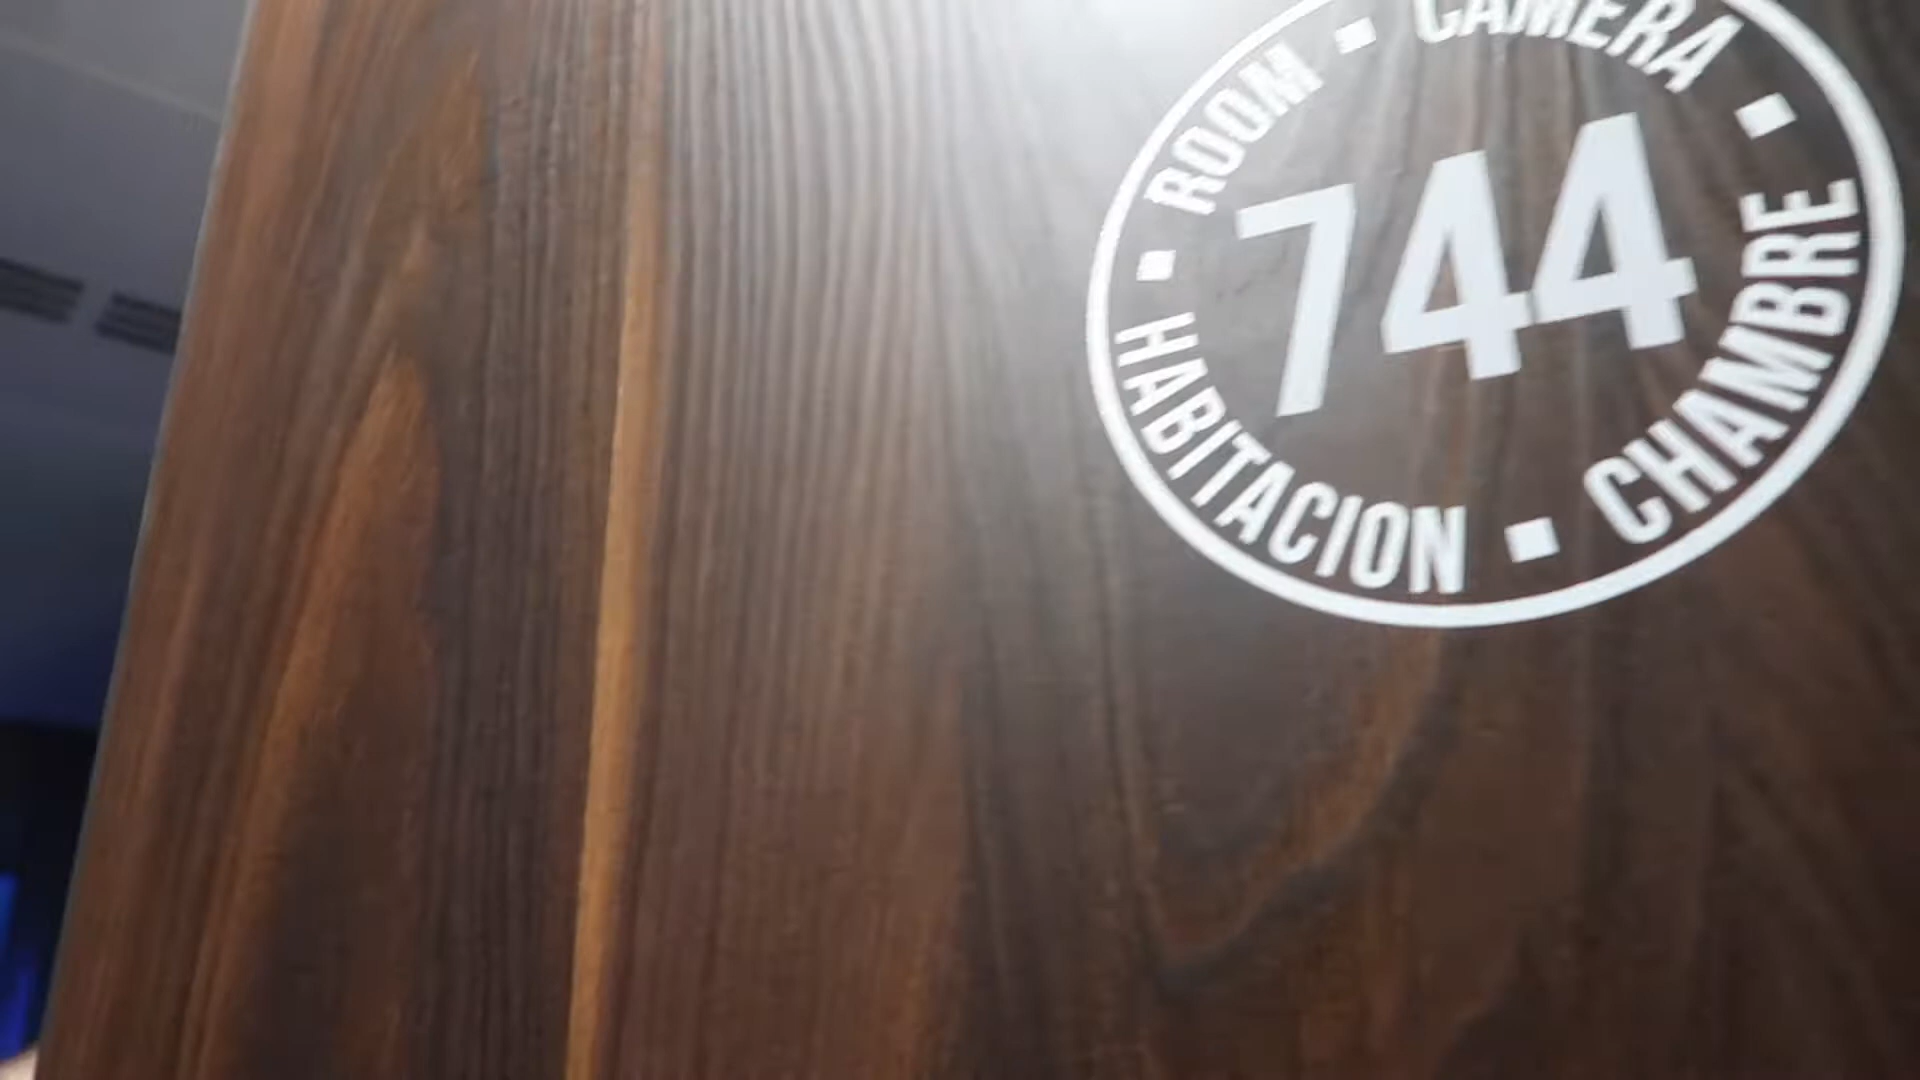 ROOM ▪ CAMERA ▪ CHAMBRE ▪ HABITACION ▪
744